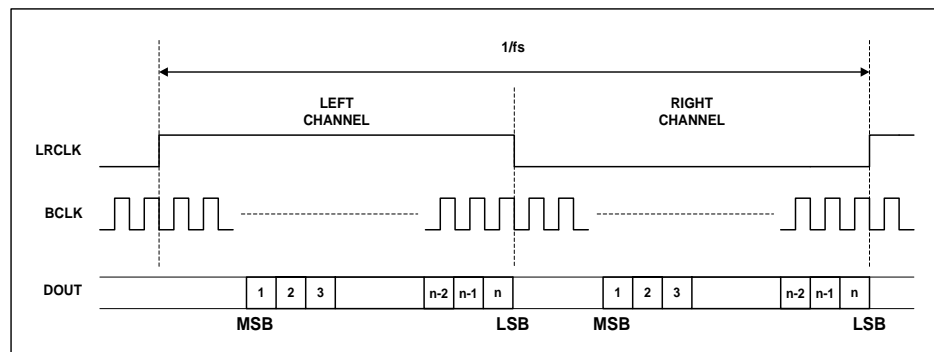 1/fs
LEFT
CHANNEL
RIGHT
CHANNEL
LRCLK
BCLK
DOUT
1 2 3 n-2 n-1 n 1 2 3 n-2 n-1 n
MSB LSB MSB LSB